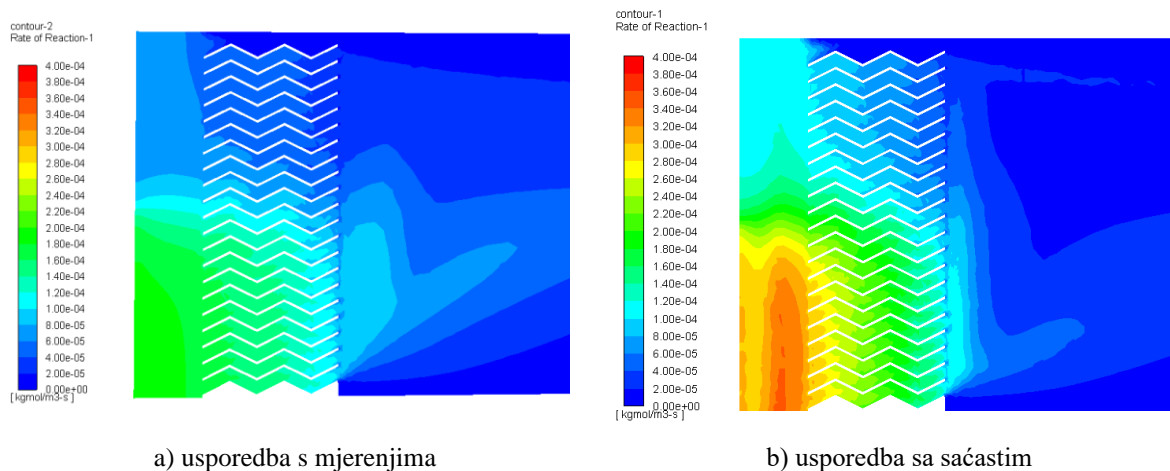 contour-2
Rate of Reaction-1
4.00e-04
3.80e-04
3.60e-04
3.40e-04
3.20e-04
3.00e-04
2.80e-04
2.60e-04
2.40e-04
2.20e-04
2.00e-04
1.80e-04
1.60e-04
1.40e-04
1.20e-04
1.00e-04
8.00e-05
6.00e-05
4.00e-05
2.00e-05
0.00e+00
[ kgmol/m3-s ]
a) usporedba s mjerenjima
contour-1
Rate of Reaction-1
4.00e-04
3.80e-04
3.60e-04
3.40e-04
3.20e-04
3.00e-04
2.80e-04
2.60e-04
2.40e-04
2.20e-04
2.00e-04
1.80e-04
1.60e-04
1.40e-04
1.20e-04
1.00e-04
8.00e-05
6.00e-05
4.00e-05
2.00e-05
0.00e+00
[ kgmol/m3-s ]
b) usporedba sa saćastim